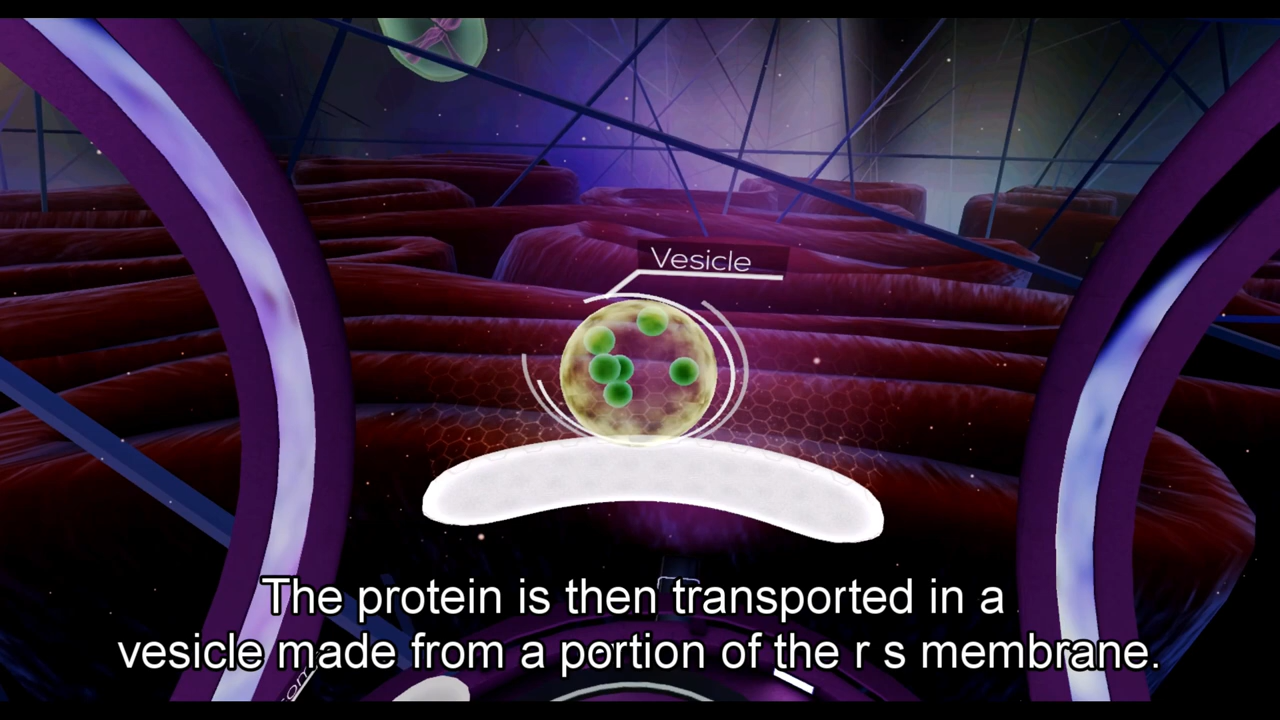 Vesicle
The protein is then transported in a
vesicle made from a portion of the r s membrane.